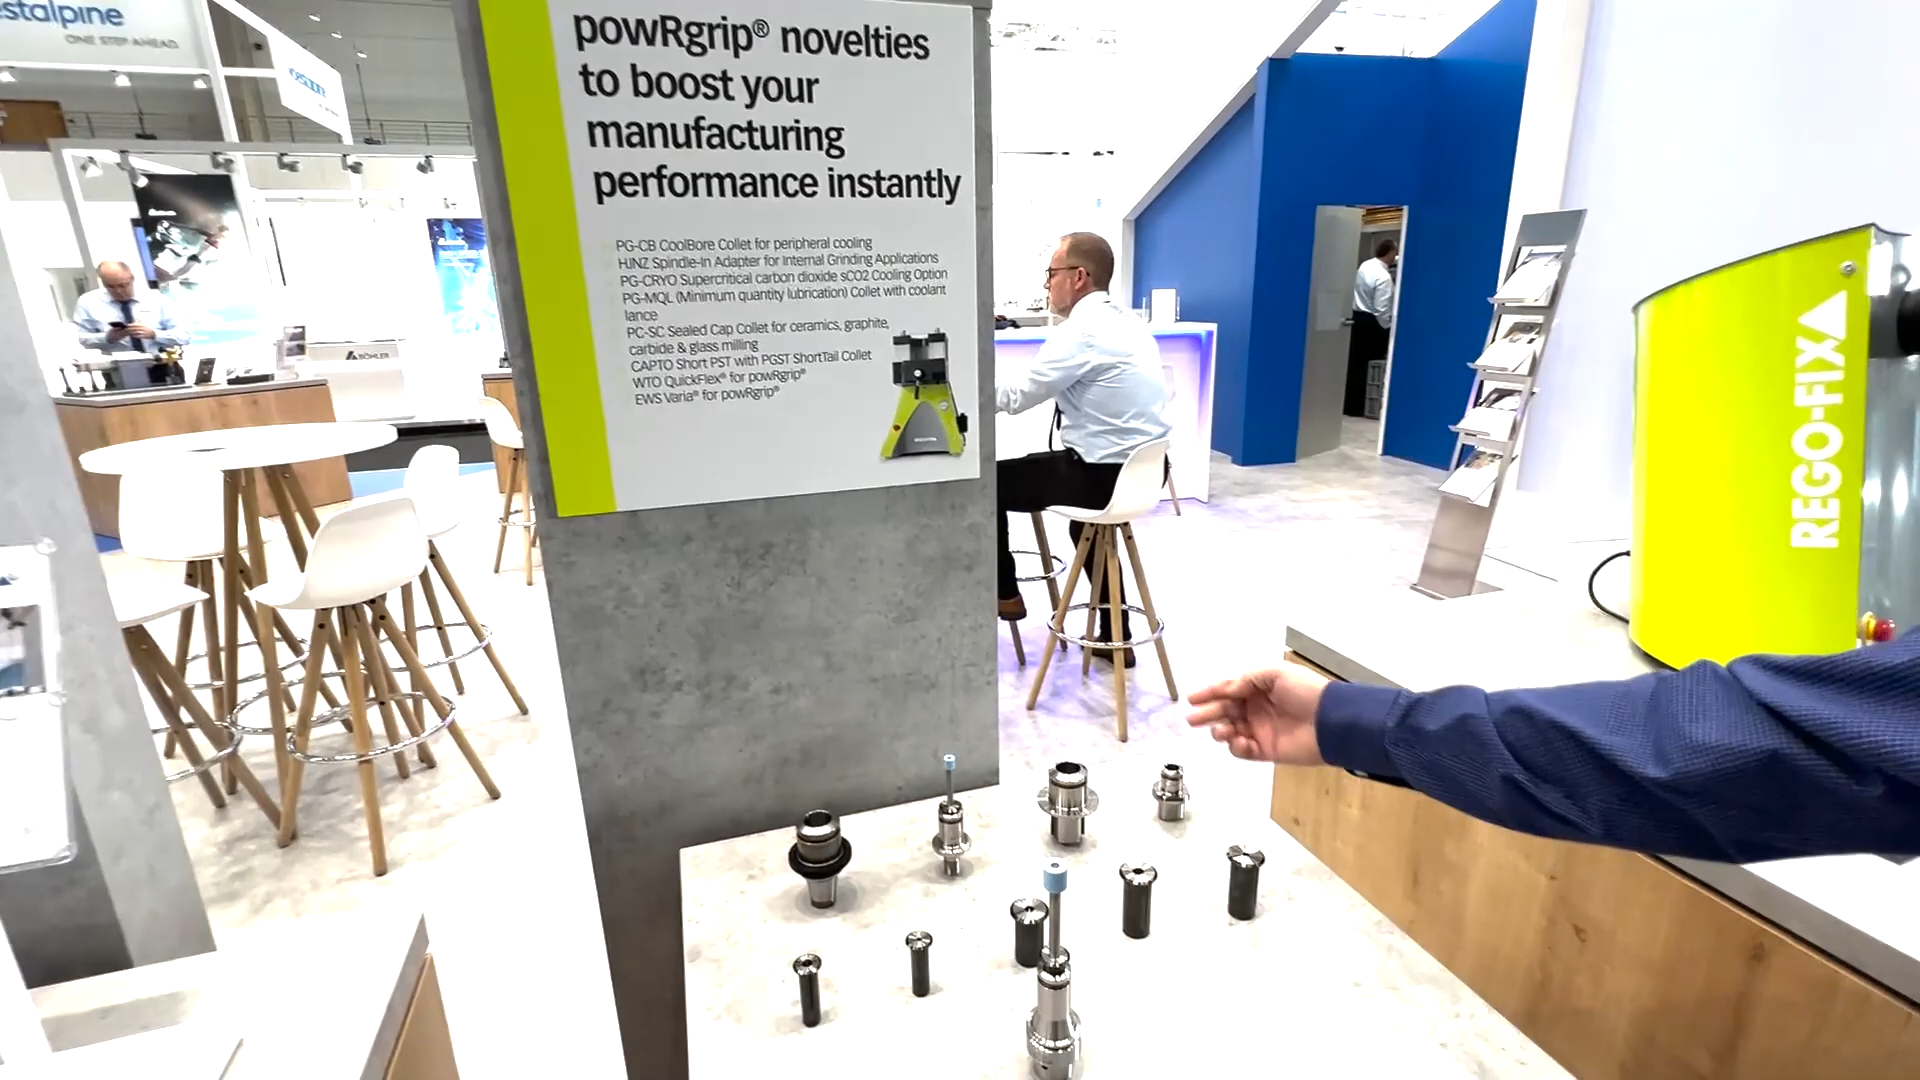 estalpine
ONE STEP AHEAD.
powRgrip® novelties
to boost your
manufacturing
performance instantly
PG-CB CoolBore Collet for peripheral cooling
HJNZ Spindle-In Adapter for Internal Grinding Applications
PG-CRYO Supercritical carbon dioxide sCO2 Cooling Option
PG-MQL (Minimum quantity lubrication) Collet with coolant
lance
PG-SC Sealed Cap Collet for ceramics, graphite,
carbide & glass milling
CAPTO Short PST with PGST ShortTail Collet
WTO QuickFlex® for powRgrip®
EWS Varia® for powRgrip®
BÖHLER
REGO-FIX